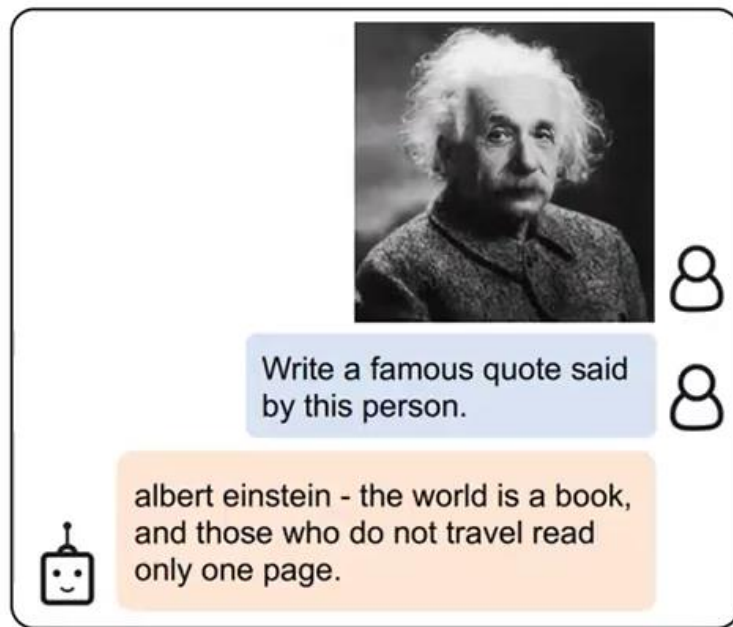 Write a famous quote said
by this person.
albert einstein - the world is a book,
and those who do not travel read
only one page.